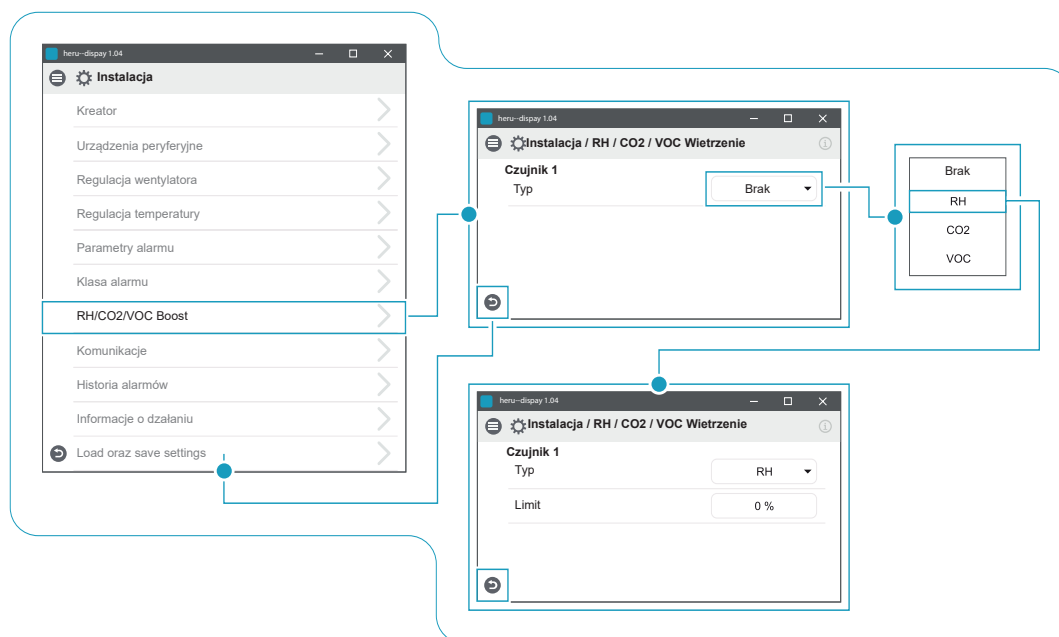 heru--dispay 1.04
Instalacja
Kreator
Urządzenia peryferyjne
Regulacja wentylatora
Regulacja temperatury
Parametry alarmu
Klasa alarmu
RH/CO2/VOC Boost
Komunikacje
Historia alarmów
Informacje o dzałaniu
Load oraz save settings
heru--dispay 1.04
Instalacja / RH / CO2 / VOC Wietrzenie
Czujnik 1
Typ
Brak
Brak
RH
CO2
VOC
heru--dispay 1.04
Instalacja / RH / CO2 / VOC Wietrzenie
Czujnik 1
Typ
RH
Limit
0 %